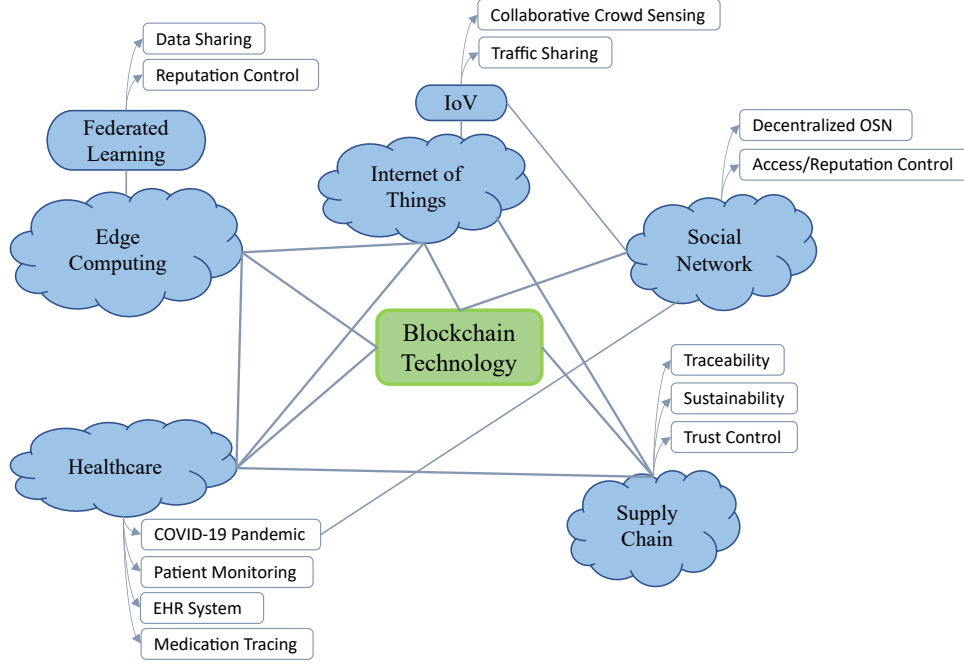 Collaborative Crowd Sensing
Data Sharing
Traffic Sharing
Reputation Control
IoV
Federated
Learning
Decentralized OSN
Access/Reputation Control
Internet of
Things
Edge
Computing
Social
Network
Blockchain
Technology
Traceability
Sustainability
Trust Control
Healthcare
Supply
Chain
COVID-19 Pandemic
Patient Monitoring
EHR System
Medication Tracing